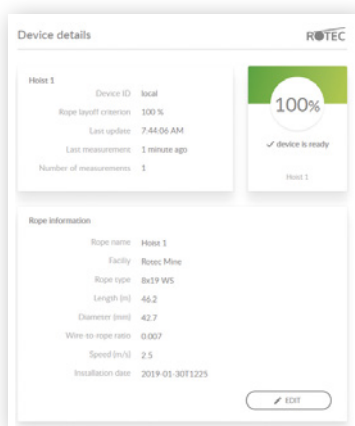 Device details
ROTEC
Hoist 1
Device ID local
Rope layoff criterion 100 %
Last update 7:44:06 AM
Last measurement 1 minute ago
Number of measurements 1
100%
✓ device is ready
Hoist 1
Rope information
Rope name Hoist 1
Facility Rotec Mine
Rope type 8x19 WS
Length (m) 46.2
Diameter (mm) 42.7
Wire-to-rope ratio 0.007
Speed (m/s) 2.5
Installation date 2019-01-30T1225
EDIT